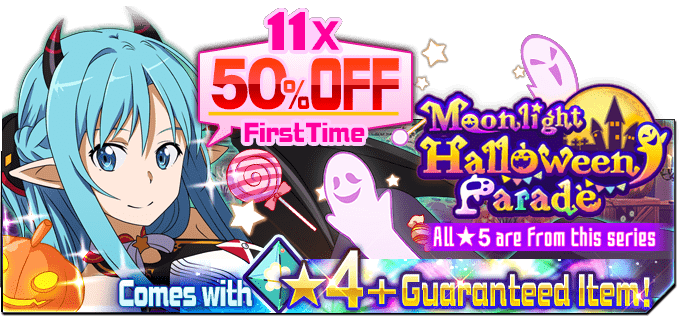 11x
50%OFF
First Time
Moonlight
Halloween
Parade
All★5 are from this series
Comes with ★4+ Guaranteed Item!